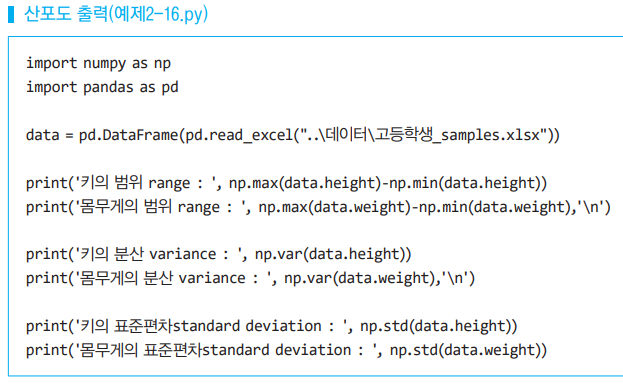 산포도 출력(예제2-16.py)
import numpy as np
import pandas as pd
data = pd.DataFrame(pd.read_excel("..\데이터\고등학생_samples.xlsx"))
print('키의 범위 range : ', np.max(data.height)-np.min(data.height))
print('몸무게의 범위 range : ', np.max(data.weight)-np.min(data.weight),'\n')
print('키의 분산 variance : ', np.var(data.height))
print('몸무게의 분산 variance : ', np.var(data.weight),'\n')
print('키의 표준편차standard deviation : ', np.std(data.height))
print('몸무게의 표준편차standard deviation : ', np.std(data.weight))